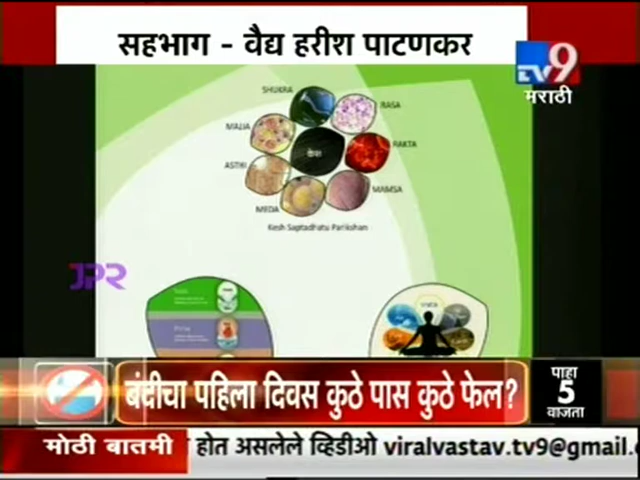 सहभाग - वैद्य हरीश पाटणकर
TV9
मराठी
SHUKRA
RASA
MAJJA
केश
RAKTA
ASTHI
MAMSA
MEDA
Kesh Saptadhatu Parikshan
JPR
बंदीचा पहिला दिवस कुठे पास कुठे फेल?
पाहा
5
वाजता
मोठी बातमी
होत असलेले व्हिडीओ viralvastav.tv9@gmail.c